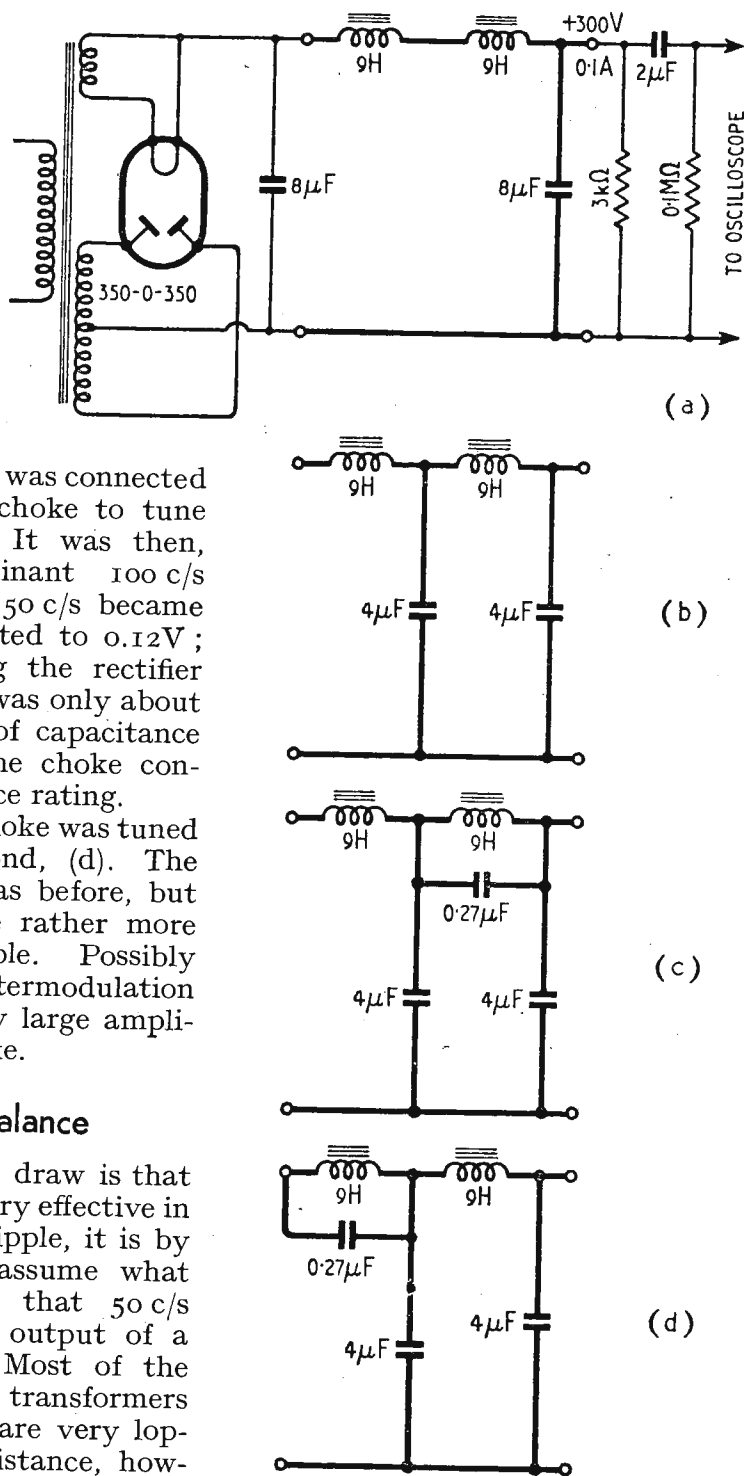 9H
9H
+300V
0·1A
2μF
8μF
8μF
3kΩ
0·1MΩ
TO OSCILLOSCOPE
350-0-350
(a)
was connected
choke to tune
It was then,
inant 100 c/s
50 c/s became
ted to 0.12V ;
g the rectifier
was only about
of capacitance
ne choke con-
ce rating.
oke was tuned
ond, (d). The
as before, but
e rather more
ole. Possibly
termodulation
y large ampli-
ke.
alance
draw is that
ry effective in
ipple, it is by
assume what
that 50 c/s
output of a
Most of the
transformers
are very lop-
istance, how-
9H
9H
4μF
4μF
(b)
9H
9H
0·27μF
4μF
4μF
(c)
9H
9H
0·27μF
4μF
4μF
(d)